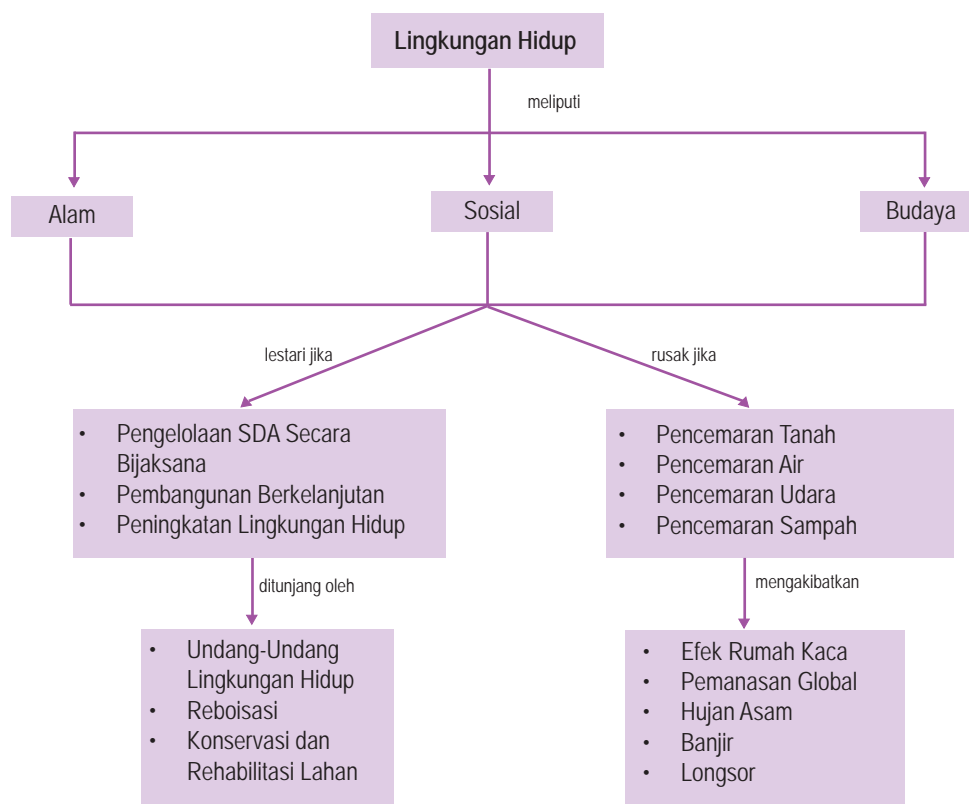 Lingkungan Hidup
meliputi
Alam
Sosial
Budaya
lestari jika
rusak jika
• Pengelolaan SDA Secara
Bijaksana
• Pembangunan Berkelanjutan
• Peningkatan Lingkungan Hidup
• Pencemaran Tanah
• Pencemaran Air
• Pencemaran Udara
• Pencemaran Sampah
ditunjang oleh
mengakibatkan
• Undang-Undang
Lingkungan Hidup
• Reboisasi
• Konservasi dan
Rehabilitasi Lahan
• Efek Rumah Kaca
• Pemanasan Global
• Hujan Asam
• Banjir
• Longsor